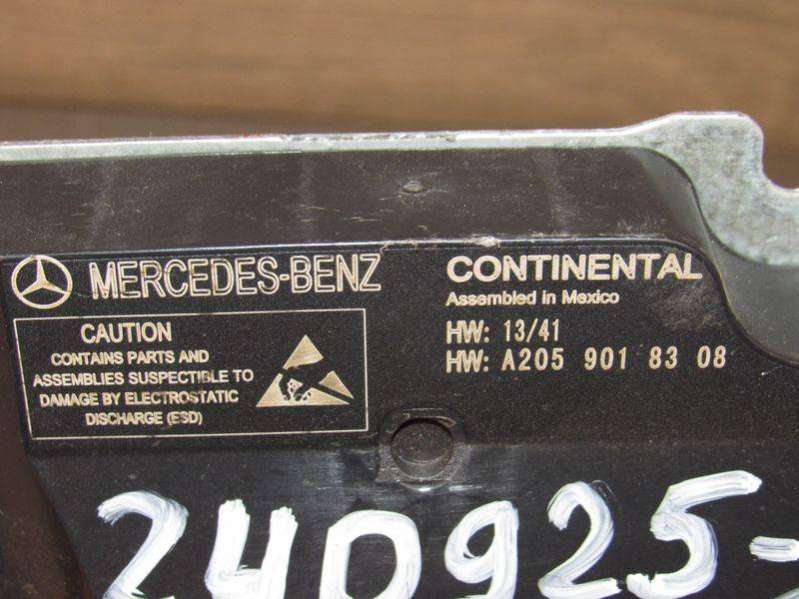 MERCEDES-BENZ
CAUTION
CONTAINS PARTS AND
ASSEMBLIES SUSPECTIBLE TO
DAMAGE BY ELECTROSTATIC
DISCHARGE (ESD)
CONTINENTAL
Assembled in Mexico
HW: 13/41
HW: A205 901 83 08
240925-